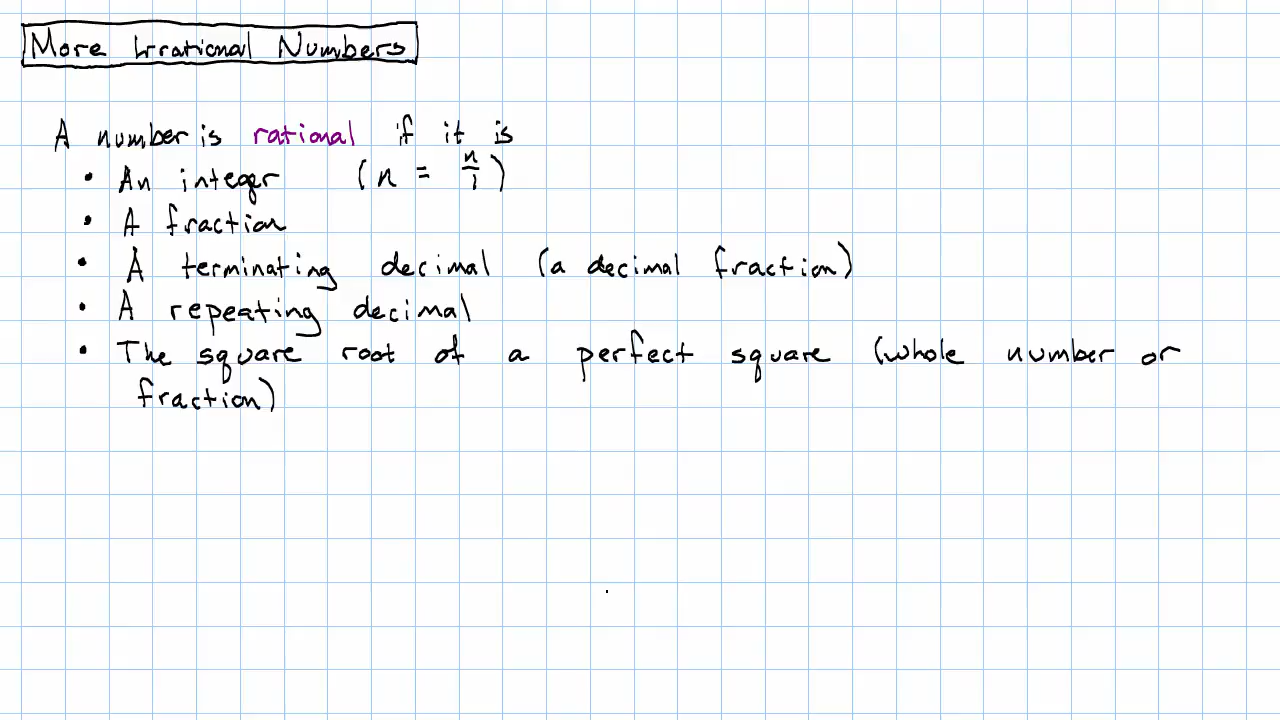 More Irrational Numbers
A number is rational if it is
• An integer (n = n/1)
• A fraction
• A terminating decimal (a decimal fraction)
• A repeating decimal
• The square root of a perfect square (whole number or
fraction)